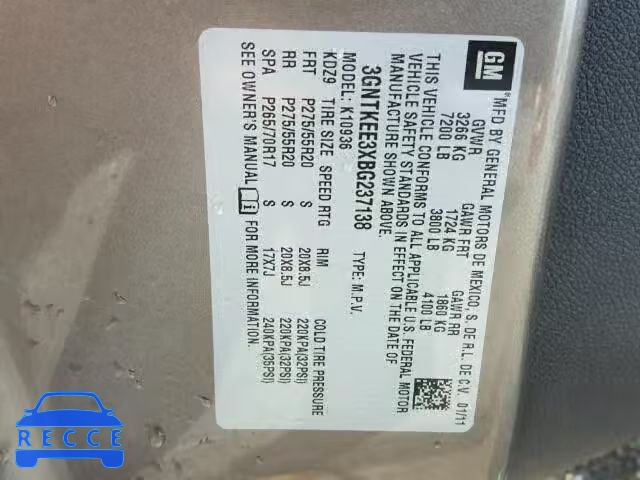 GM
MFD BY GENERAL MOTORS DE MEXICO, S. DE R.L. DE C.V. 01/11
GVWR GAWR FRT GAWR RR
3266 KG 1724 KG 1860 KG
7200 LB 3800 LB 4100 LB
THIS VEHICLE CONFORMS TO ALL APPLICABLE U.S. FEDERAL MOTOR
VEHICLE SAFETY STANDARDS IN EFFECT ON THE DATE OF
MANUFACTURE SHOWN ABOVE.
3GNTKEE3XBG237138 TYPE: M.P.V.
MODEL: K10936
KDZ9 TIRE SIZE SPEED RTG RIM COLD TIRE PRESSURE
FRT P275/55R20 S 20X8.5J 220KPA(32PSI)
RR P275/55R20 S 20X8.5J 220KPA(32PSI)
SPA P265/70R17 S 17X7J 240KPA(35PSI)
SEE OWNER'S MANUAL FOR MORE INFORMATION.
RECCE